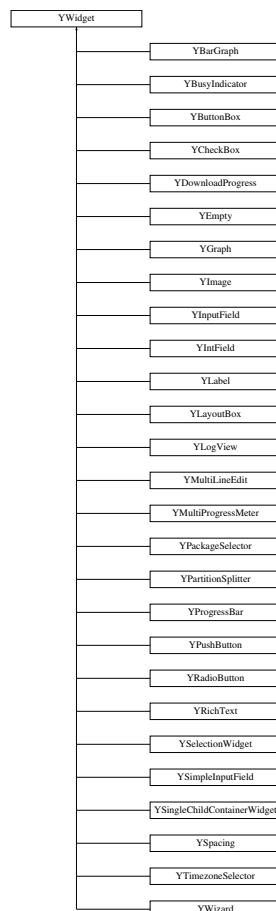 YWidget
YBarGraph
YBusyIndicator
YButtonBox
YCheckBox
YDownloadProgress
YEmpty
YGraph
YImage
YInputField
YIntField
YLabel
YLayoutBox
YLogView
YMultiLineEdit
YMultiProgressMeter
YPackageSelector
YPartitionSplitter
YProgressBar
YPushButton
YRadioButton
YRichText
YSelectionWidget
YSimpleInputField
YSingleChildContainerWidget
YSpacing
YTimezoneSelector
YWizard